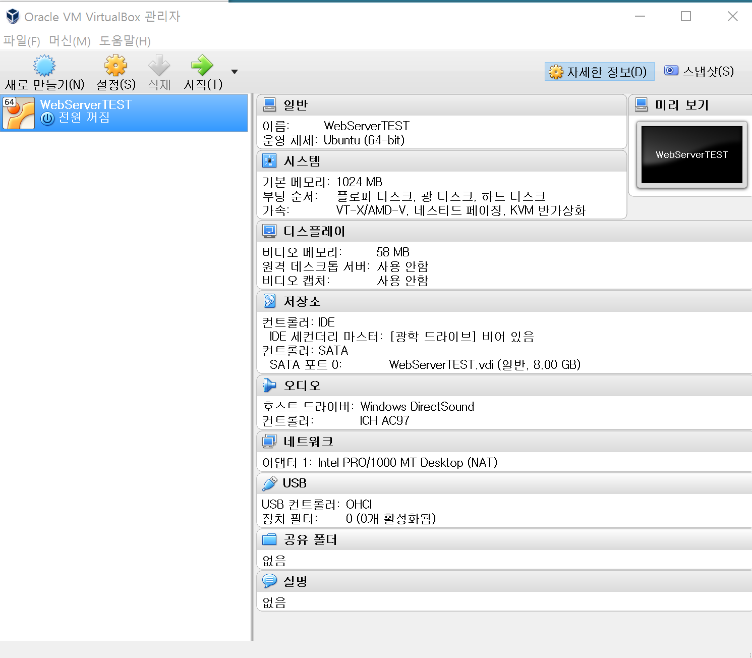 Oracle VM VirtualBox 관리자
파일(F) 머신(M) 도움말(H)
새로 만들기(N) 설정(S) 삭제 시작(T)
자세한 정보(D) 스냅샷(S)
64 WebServerTEST
전원 꺼짐
일반
이름: WebServerTEST
운영 체제: Ubuntu (64-bit)
미리 보기
WebServerTEST
시스템
기본 메모리: 1024 MB
부팅 순서: 플로피 디스크, 광 디스크, 하드 디스크
가속: VT-X/AMD-V, 네스티드 페이징, KVM 반가상화
디스플레이
비디오 메모리: 58 MB
원격 데스크톱 서버: 사용 안함
비디오 캡처: 사용 안함
저장소
컨트롤러: IDE
IDE 세컨더리 마스터: [광학 드라이브] 비어 있음
컨트롤러: SATA
SATA 포트 0: WebServerTEST.vdi (일반, 8.00 GB)
오디오
호스트 드라이버: Windows DirectSound
컨트롤러: ICH AC97
네트워크
어댑터 1: Intel PRO/1000 MT Desktop (NAT)
USB
USB 컨트롤러: OHCI
장치 필터: 0 (0개 활성화됨)
공유 폴더
없음
설명
없음